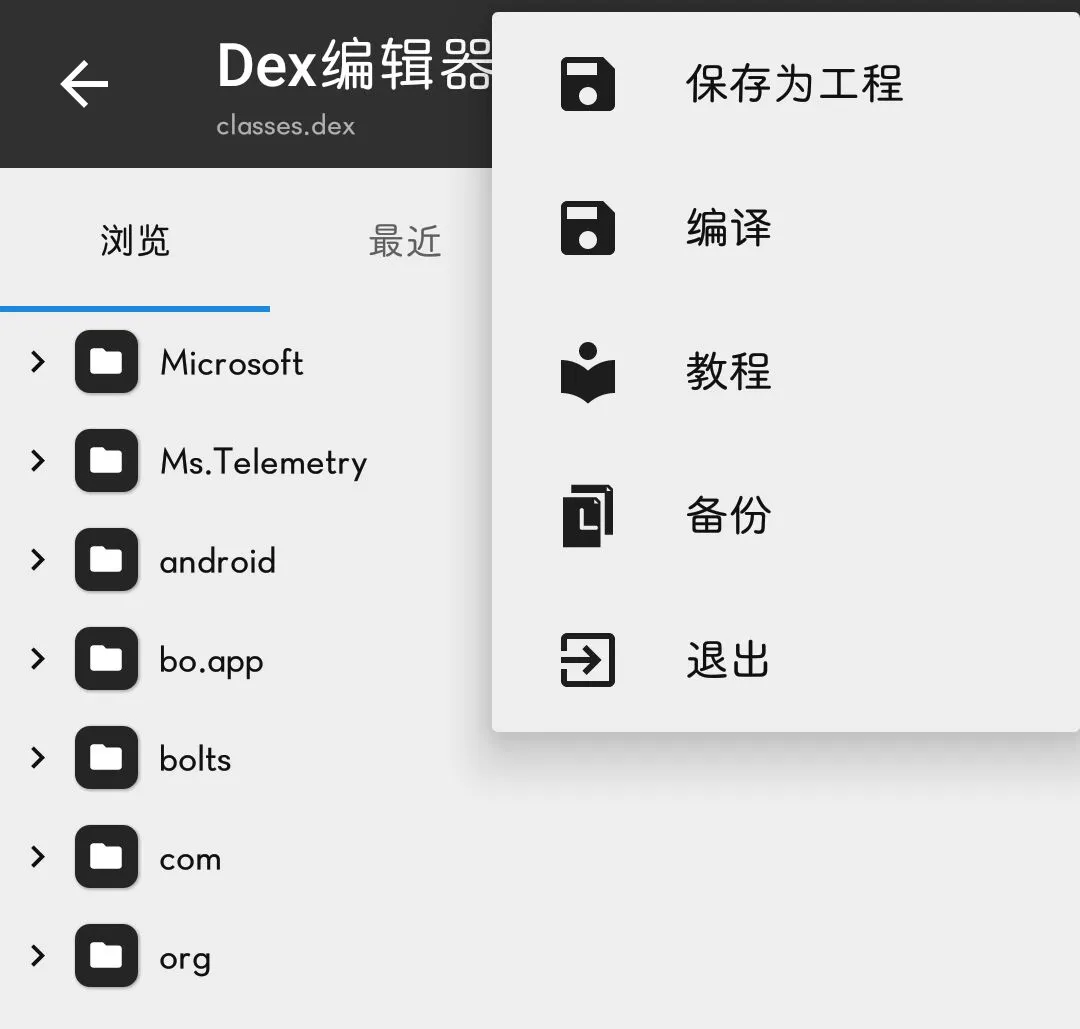 Dex编辑器
classes.dex
浏览
最近
Microsoft
Ms.Telemetry
android
bo.app
bolts
com
org
保存为工程
编译
教程
备份
退出